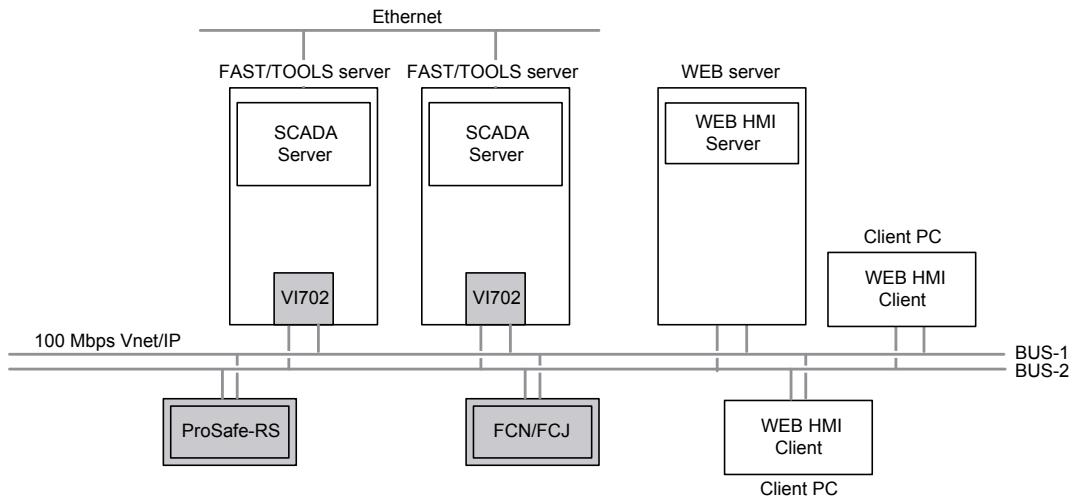 Ethernet
FAST/TOOLS server
FAST/TOOLS server
WEB server
SCADA
Server
SCADA
Server
WEB HMI
Server
Client PC
WEB HMI
Client
VI702
VI702
100 Mbps Vnet/IP
BUS-1
BUS-2
ProSafe-RS
FCN/FCJ
WEB HMI
Client
Client PC